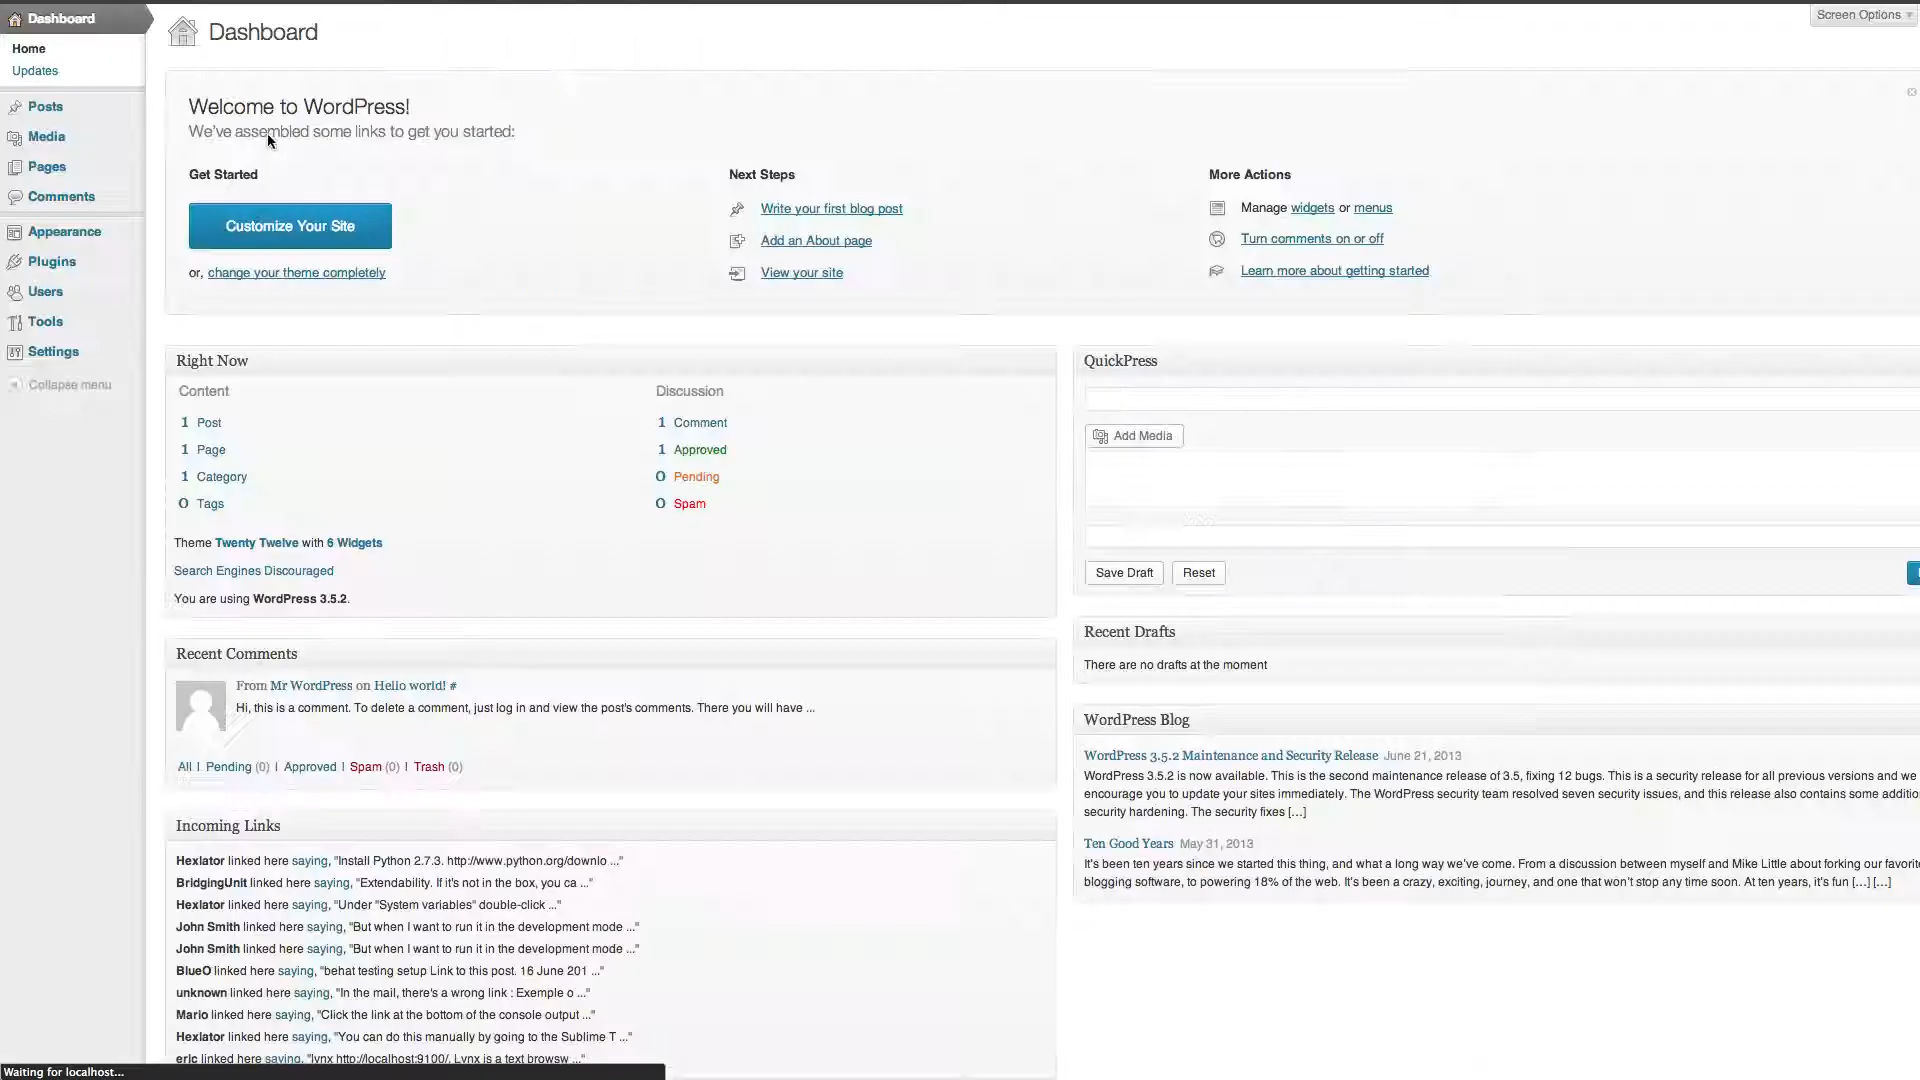 Dashboard
Home
Updates
Posts
Media
Pages
Comments
Appearance
Plugins
Users
Tools
Settings
Collapse menu
Dashboard
Screen Options
Welcome to WordPress!
We've assembled some links to get you started:
Get Started
Customize Your Site
or, change your theme completely
Next Steps
Write your first blog post
Add an About page
View your site
More Actions
Manage widgets or menus
Turn comments on or off
Learn more about getting started
Right Now
Content
1 Post
1 Page
1 Category
0 Tags
Discussion
1 Comment
1 Approved
0 Pending
0 Spam
Theme Twenty Twelve with 6 Widgets
Search Engines Discouraged
You are using WordPress 3.5.2.
Recent Comments
From Mr WordPress on Hello world! #
Hi, this is a comment. To delete a comment, just log in and view the post's comments. There you will have ...
All | Pending (0) | Approved | Spam (0) | Trash (0)
Incoming Links
Hexlator linked here saying, "Install Python 2.7.3. http://www.python.org/downlo ..."
BridgingUnit linked here saying, "Extendability. If it's not in the box, you ca ..."
Hexlator linked here saying, "Under "System variables" double-click ..."
John Smith linked here saying, "But when I want to run it in the development mode ..."
John Smith linked here saying, "But when I want to run it in the development mode ..."
BlueO linked here saying, "behat testing setup Link to this post. 16 June 201 ..."
unknown linked here saying, "In the mail, there's a wrong link : Exemple o ..."
Mario linked here saying, "Click the link at the bottom of the console output ..."
Hexlator linked here saying, "You can do this manually by going to the Sublime T ..."
eric linked here saying, "lynx http://localhost:9100/. Lynx is a text browsw ..."
QuickPress
Add Media
Save Draft
Reset
Recent Drafts
There are no drafts at the moment
WordPress Blog
WordPress 3.5.2 Maintenance and Security Release June 21, 2013
WordPress 3.5.2 is now available. This is the second maintenance release of 3.5, fixing 12 bugs. This is a security release for all previous versions and we
encourage you to update your sites immediately. The WordPress security team resolved seven security issues, and this release also contains some additio
security hardening. The security fixes [...]
Ten Good Years May 31, 2013
It's been ten years since we started this thing, and what a long way we've come. From a discussion between myself and Mike Little about forking our favorit
blogging software, to powering 18% of the web. It's been a crazy, exciting, journey, and one that won't stop any time soon. At ten years, it's fun [...] [...]
Waiting for localhost...